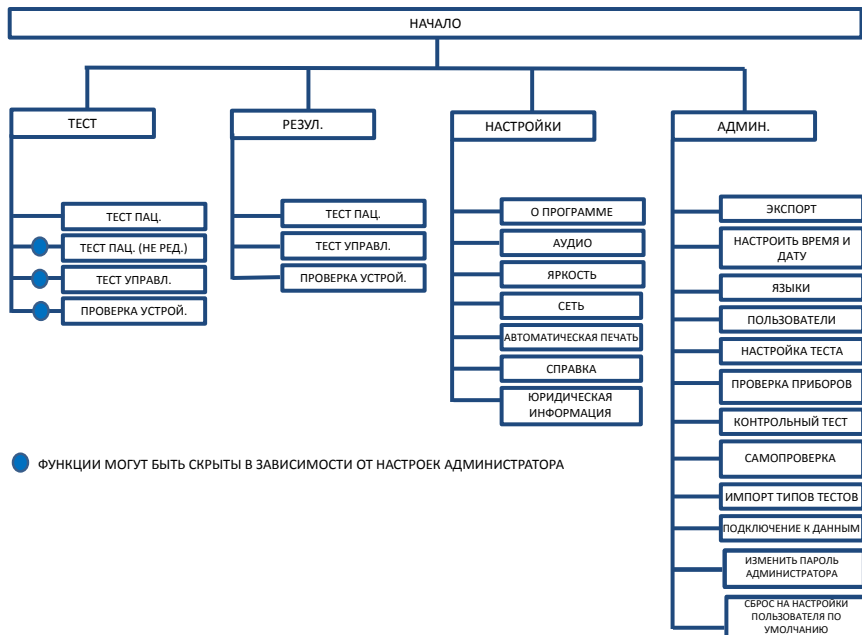 НАЧАЛО
ТЕСТ
ТЕСТ ПАЦ.
ТЕСТ ПАЦ. (НЕ РЕД.)
ТЕСТ УПРАВЛ.
ПРОВЕРКА УСТРОЙ.
РЕЗУЛ.
ТЕСТ ПАЦ.
ТЕСТ УПРАВЛ.
ПРОВЕРКА УСТРОЙ.
НАСТРОЙКИ
О ПРОГРАММЕ
АУДИО
ЯРКОСТЬ
СЕТЬ
АВТОМАТИЧЕСКАЯ ПЕЧАТЬ
СПРАВКА
ЮРИДИЧЕСКАЯ
ИНФОРМАЦИЯ
АДМИН.
ЭКСПОРТ
НАСТРОИТЬ ВРЕМЯ И
ДАТУ
ЯЗЫКИ
ПОЛЬЗОВАТЕЛИ
НАСТРОЙКА ТЕСТА
ПРОВЕРКА ПРИБОРОВ
КОНТРОЛЬНЫЙ ТЕСТ
САМОПРОВЕРКА
ИМПОРТ ТИПОВ ТЕСТОВ
ПОДКЛЮЧЕНИЕ К ДАННЫМ
ИЗМЕНИТЬ ПАРОЛЬ
АДМИНИСТРАТОРА
СБРОС НА НАСТРОЙКИ
ПОЛЬЗОВАТЕЛЯ ПО
УМОЛЧАНИЮ
ФУНКЦИИ МОГУТ БЫТЬ СКРЫТЫ В ЗАВИСИМОСТИ ОТ НАСТРОЕК АДМИНИСТРАТОРА